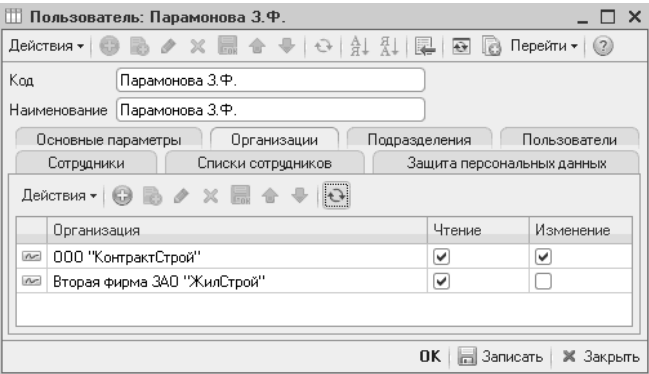 Пользователь: Парамонова З.Ф.
Действия Перейти
Код Парамонова З.Ф.
Наименование Парамонова З.Ф.
Основные параметры Организации Подразделения Пользователи
Сотрудники Списки сотрудников Защита персональных данных
Действия
Организация Чтение Изменение
ООО "КонтрактСтрой"
Вторая фирма ЗАО "ЖилСтрой"
OK Записать Закрыть